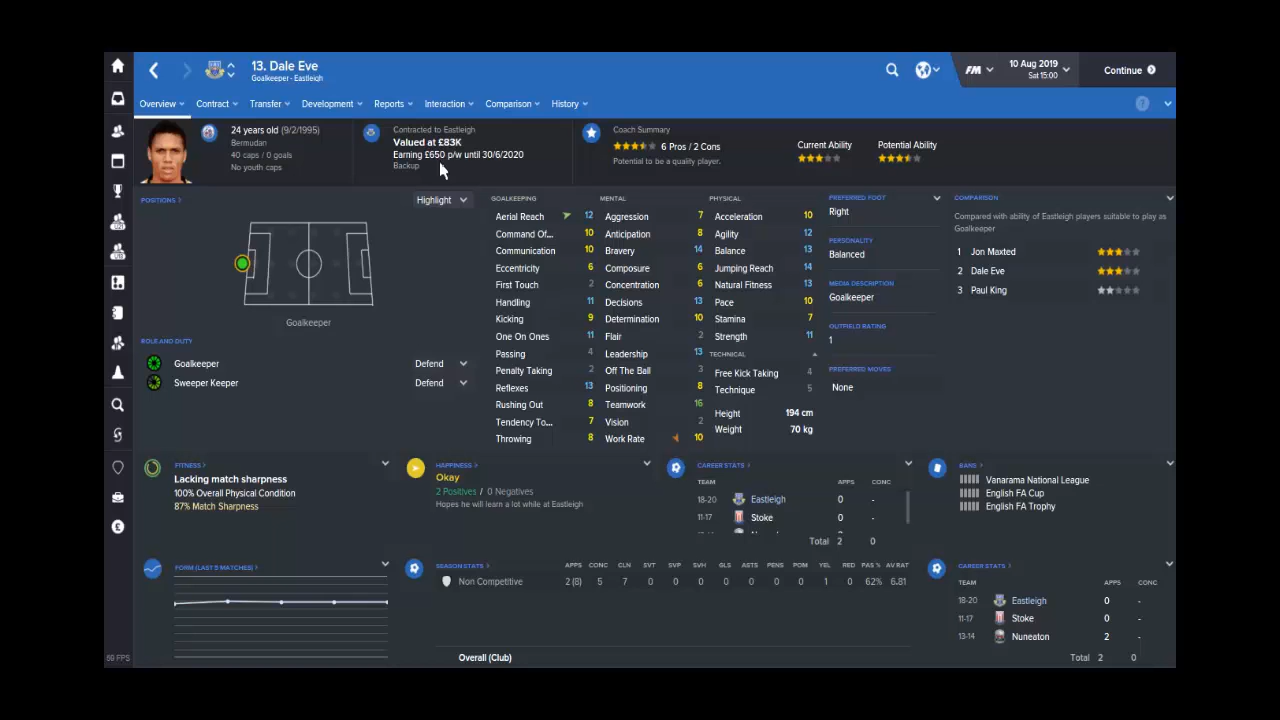 13. Dale Eve
Goalkeeper - Eastleigh
FM
10 Aug 2019
Sat 15:00
Continue
Overview
Contract
Transfer
Development
Reports
Interaction
Comparison
History
?
24 years old (9/2/1995)
Bermudan
40 caps / 0 goals
No youth caps
Contracted to Eastleigh
Valued at £83K
Earning £650 p/w until 30/6/2020
Backup
Coach Summary
6 Pros / 2 Cons
Potential to be a quality player.
Current Ability
Potential Ability
POSITIONS >
Highlight
Goalkeeper
ROLE AND DUTY
Goalkeeper Defend
Sweeper Keeper Defend
GOALKEEPING
Aerial Reach 12
Command Of... 10
Communication 10
Eccentricity 6
First Touch 2
Handling 11
Kicking 9
One On Ones 11
Passing 4
Penalty Taking 2
Reflexes 13
Rushing Out 8
Tendency To... 7
Throwing 8
MENTAL
Aggression 7
Anticipation 8
Bravery 14
Composure 6
Concentration 6
Decisions 13
Determination 10
Flair 2
Leadership 13
Off The Ball 3
Positioning 8
Teamwork 16
Vision 2
Work Rate 10
PHYSICAL
Acceleration 10
Agility 12
Balance 13
Jumping Reach 14
Natural Fitness 13
Pace 10
Stamina 7
Strength 11
TECHNICAL
Free Kick Taking 4
Technique 5
Height 194 cm
Weight 70 kg
PREFERRED FOOT
Right
PERSONALITY
Balanced
MEDIA DESCRIPTION
Goalkeeper
OUTFIELD RATING
1
PREFERRED MOVES
None
COMPARISON
Compared with ability of Eastleigh players suitable to play as
Goalkeeper
1 Jon Maxted
2 Dale Eve
3 Paul King
FITNESS >
Lacking match sharpness
100% Overall Physical Condition
87% Match Sharpness
HAPPINESS >
Okay
2 Positives / 0 Negatives
Hopes he will learn a lot while at Eastleigh
CAREER STATS >
TEAM APPS CONC
18-20 Eastleigh 0 -
11-17 Stoke 0 -
Total 2 0
BANS >
Vanarama National League
English FA Cup
English FA Trophy
FORM (LAST 5 MATCHES) >
SEASON STATS > APPS CONC CLN SVT SVP SVH GLS ASTS PENS POM YEL RED PAS % AV RAT
Non Competitive 2 (8) 5 7 0 0 0 0 0 0 0 1 0 62% 6.81
Overall (Club)
CAREER STATS >
TEAM APPS CONC
18-20 Eastleigh 0 -
11-17 Stoke 0 -
13-14 Nuneaton 2 -
Total 2 0